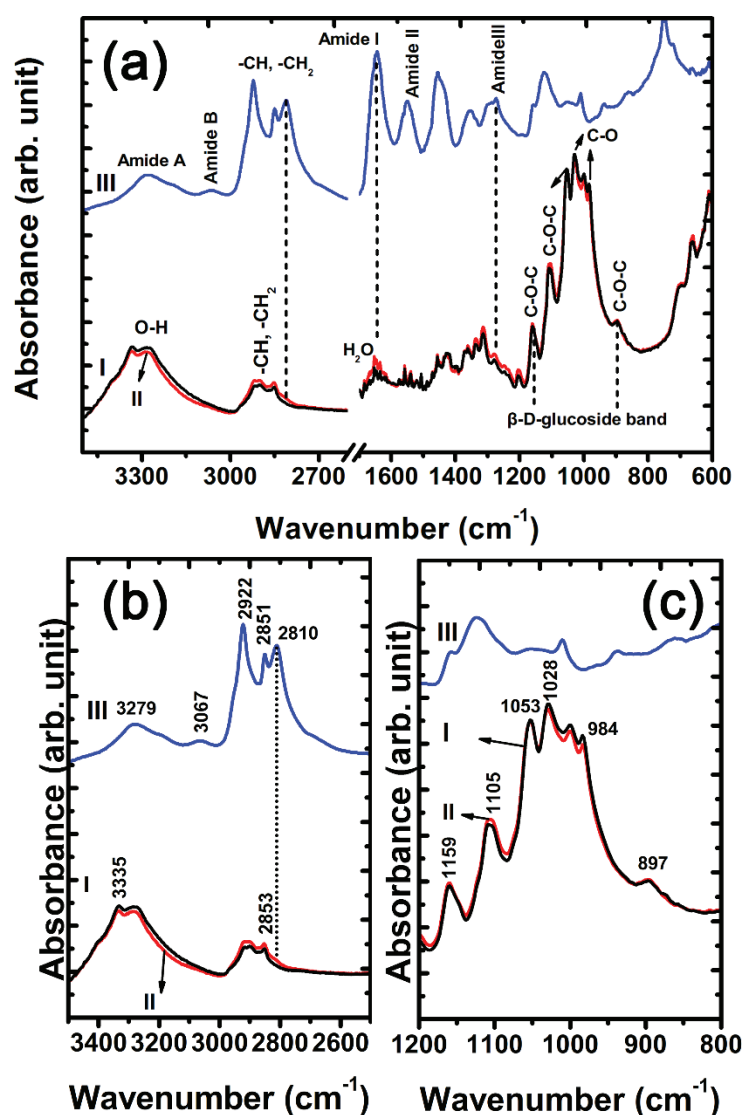 (a)
Absorbance (arb. unit)
III
Amide A
Amide B
-CH, -CH2
Amide I
Amide II
AmideIII
C-O
C-O-C
C-O-C
C-O-C
I
O-H
II
-CH, -CH2
H2O
β-D-glucoside band
3300 3000 2700 1600 1400 1200 1000 800 600
Wavenumber (cm-1)
(b)
Absorbance (arb. unit)
III
3279
3067
2922
2851
2810
I
3335
2853
II
3400 3200 3000 2800 2600
Wavenumber (cm-1)
(c)
Absorbance (arb. unit)
III
I
II
1159
1105
1053
1028
984
897
1200 1100 1000 900 800
Wavenumber (cm-1)